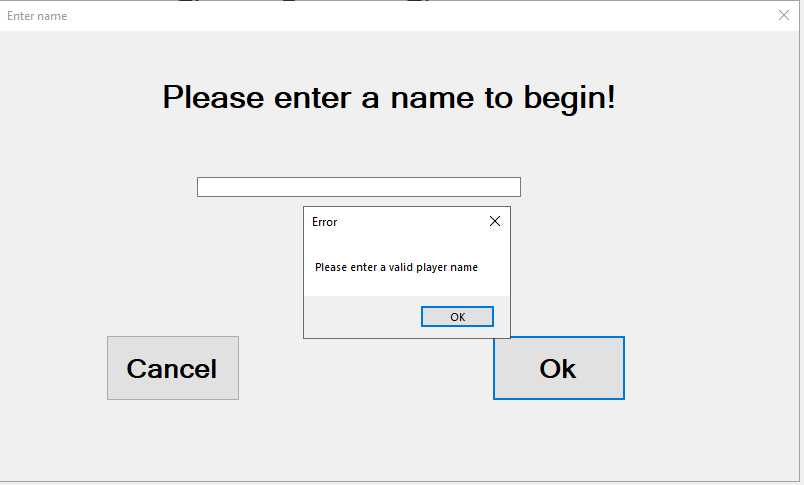 Enter name
Please enter a name to begin!
Error
Please enter a valid player name
OK
Cancel
Ok